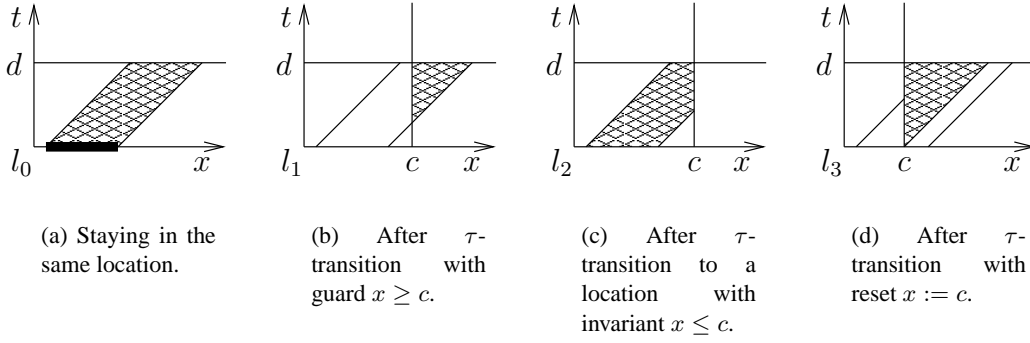 t
t
t
t
d
d
d
d
l₀
x
l₁
c
x
l₂
c
x
l₃
c
x
(a) Staying in the
same location.
(b) After τ-
transition with
guard x ≥ c.
(c) After τ-
transition to a
location with
invariant x ≤ c.
(d) After τ-
transition with
reset x := c.